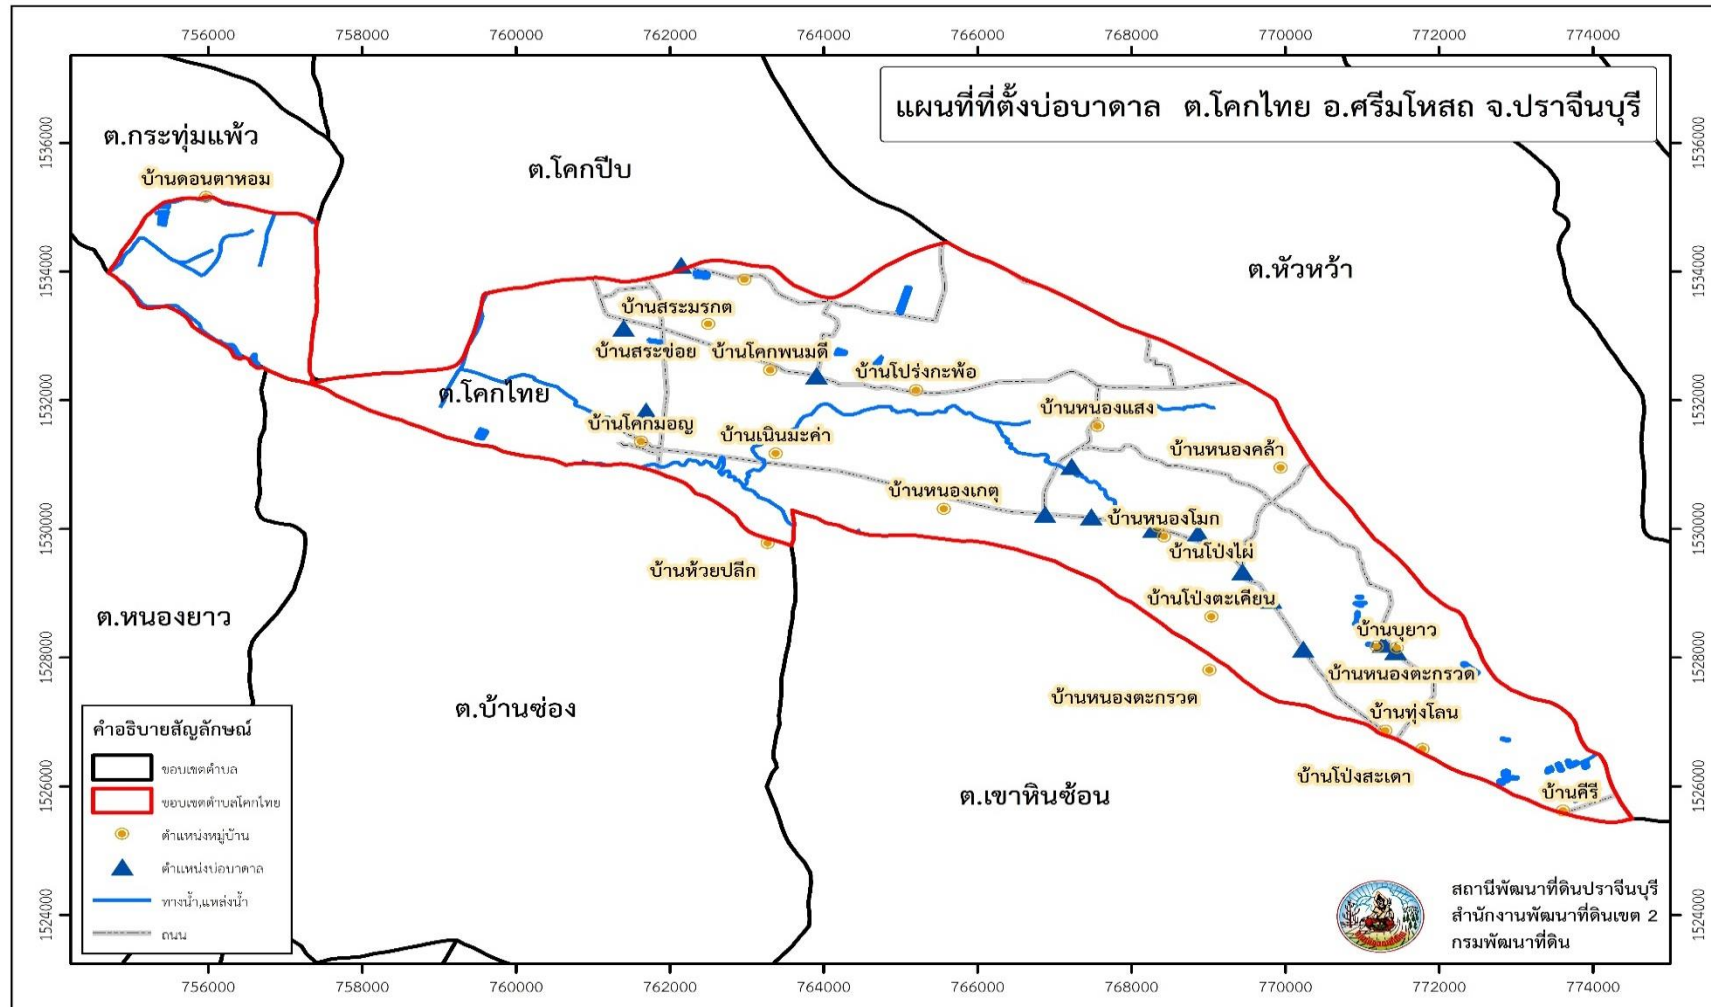 756000 758000 760000 762000 764000 766000 768000 770000 772000 774000
แผนที่ที่ตั้งบ่อบาดาล ต.โคกไทย อ.ศรีมโหสถ จ.ปราจีนบุรี
1536000 1536000
ต.กระทุ่มแพ้ว
ต.โคกปีบ
บ้านดอนตาหอม
1534000 1534000
ต.หัวหว้า
บ้านสระมรกต
บ้านสระข่อย บ้านโคกพนมดี
บ้านโปร่งกะพ้อ
1532000 1532000
ต.โคกไทย
บ้านหนองแสง
บ้านโคกมอญ บ้านเนินมะค่า
บ้านหนองคล้า
บ้านหนองเกตุ
บ้านหนองโมก
1530000 1530000
บ้านโป่งไผ่
บ้านห้วยปลีก
บ้านโป่งตะเคียน
ต.หนองยาว
บ้านบุยาว
1528000 1528000
บ้านหนองตะกรวด
บ้านหนองตะกรวด
ต.บ้านซ่อง
บ้านทุ่งโลน
บ้านโป่งสะเดา
1526000 1526000
ต.เขาหินซ้อน
บ้านคีรี
คำอธิบายสัญลักษณ์
ขอบเขตตำบล
ขอบเขตตำบลโคกไทย
ตำแหน่งหมู่บ้าน
ตำแหน่งบ่อบาดาล
ทางน้ำ,แหล่งน้ำ
ถนน
1524000 1524000
สถานีพัฒนาที่ดินปราจีนบุรี
สำนักงานพัฒนาที่ดินเขต 2
กรมพัฒนาที่ดิน
756000 758000 760000 762000 764000 766000 768000 770000 772000 774000